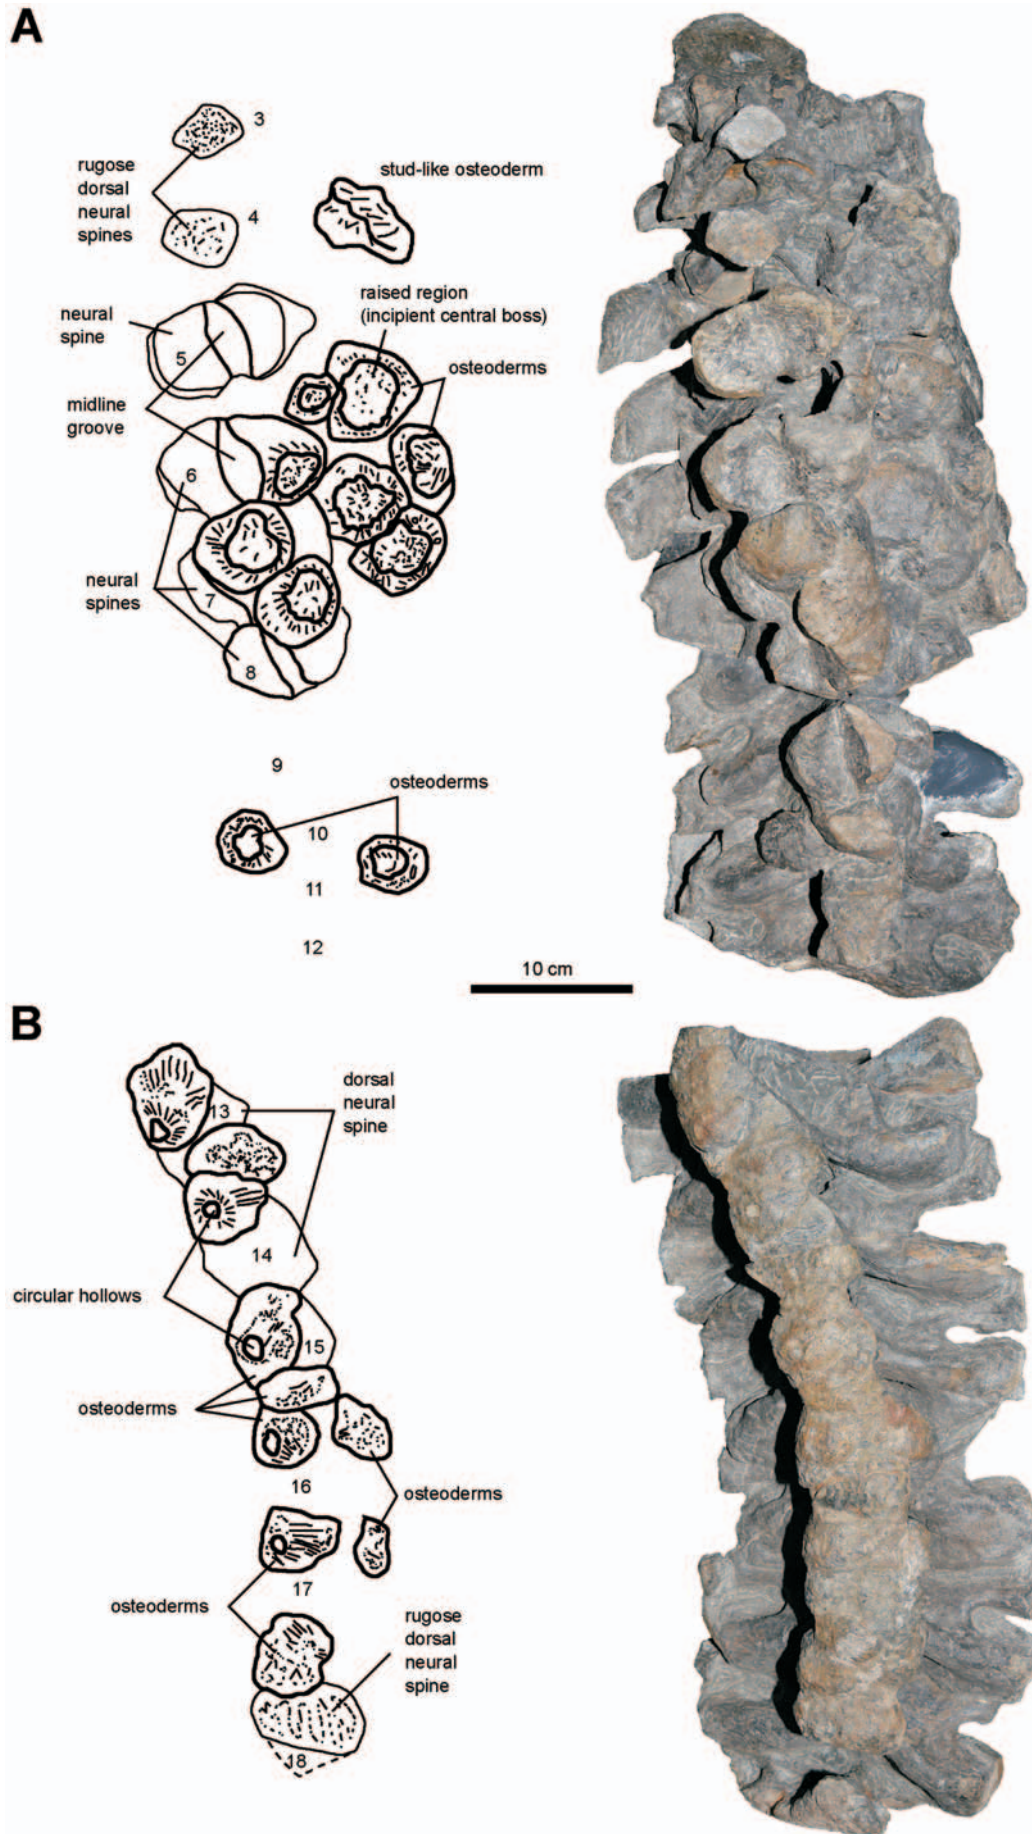 A
3
rugose
dorsal
neural
spines
4
stud-like osteoderm
neural
spine
5
raised region
(incipient central boss)
osteoderms
midline
groove
6
neural
spines
7
8
9
osteoderms
10
11
12
10 cm
B
13
dorsal
neural
spine
14
circular hollows
15
osteoderms
16
osteoderms
17
osteoderms
rugose
dorsal
neural
spine
18